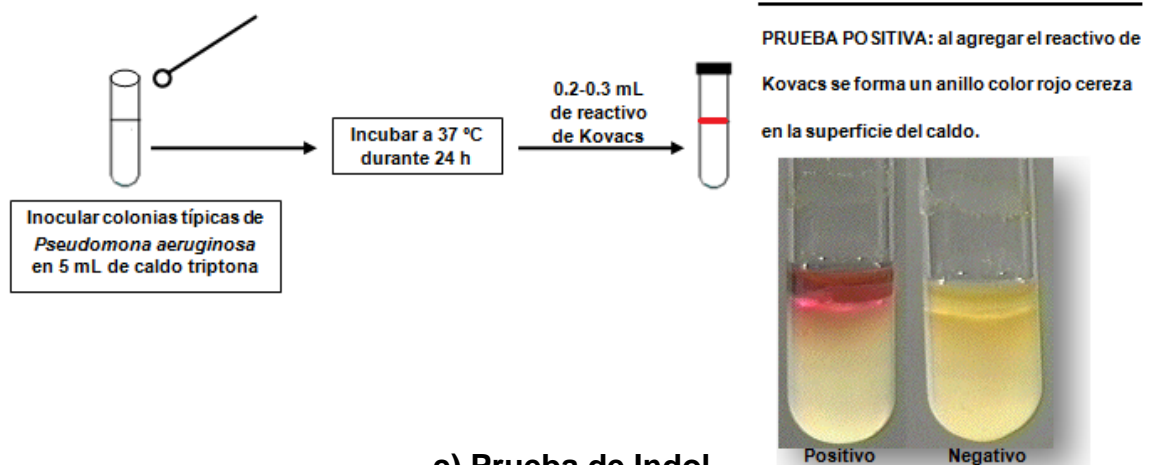 PRUEBA POSITIVA: al agregar el reactivo de
Kovacs se forma un anillo color rojo cereza
en la superficie del caldo.
0.2-0.3 mL
de reactivo
de Kovacs
Incubar a 37 ºC
durante 24 h
Inocular colonias típicas de
Pseudomona aeruginosa
en 5 mL de caldo triptona
Positivo
Negativo